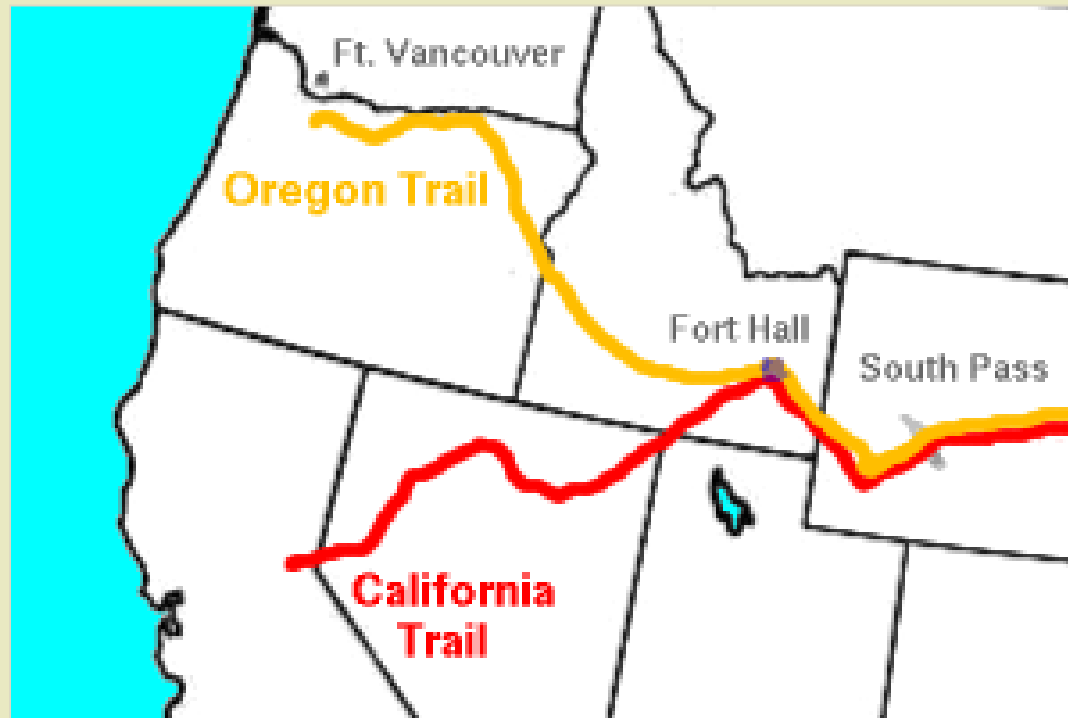 Ft. Vancouver
Oregon Trail
Fort Hall
South Pass
California
Trail